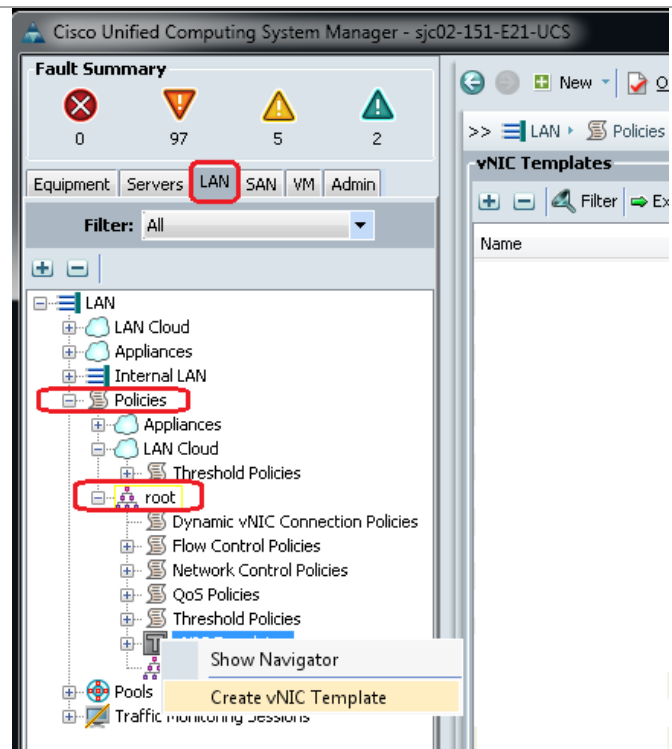 Cisco Unified Computing System Manager - sjc02-151-E21-UCS
Fault Summary
0 97 5 2
Equipment Servers LAN SAN VM Admin
Filter: All
LAN
LAN Cloud
Appliances
Internal LAN
Policies
Appliances
LAN Cloud
Threshold Policies
root
Dynamic vNIC Connection Policies
Flow Control Policies
Network Control Policies
QoS Policies
Threshold Policies
Show Navigator
Create vNIC Template
Pools
Traffic Monitoring Sessions
New
>> LAN Policies
vNIC Templates
Filter Ex
Name